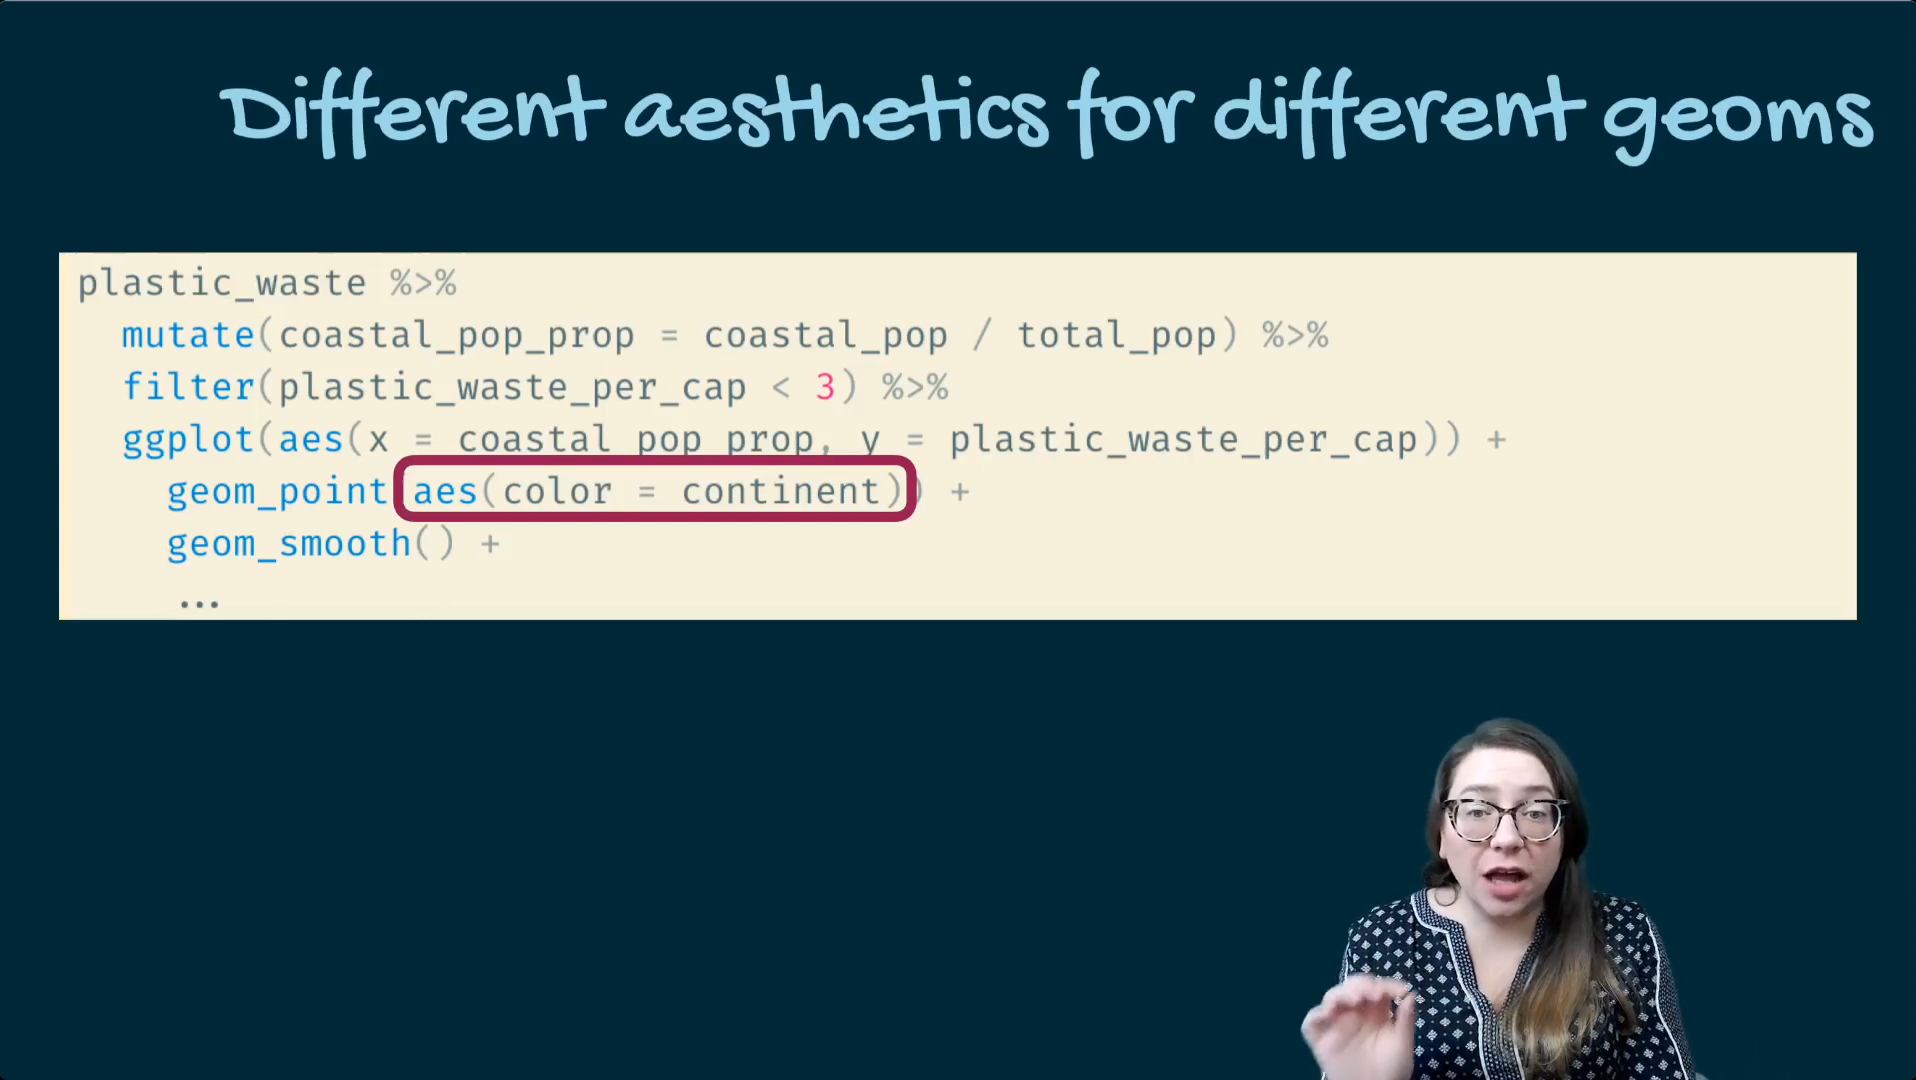 Different aesthetics for different geoms
plastic_waste %>%
mutate(coastal_pop_prop = coastal_pop / total_pop) %>%
filter(plastic_waste_per_cap < 3) %>%
ggplot(aes(x = coastal_pop_prop, y = plastic_waste_per_cap)) +
geom_point(aes(color = continent)) +
geom_smooth() +
...